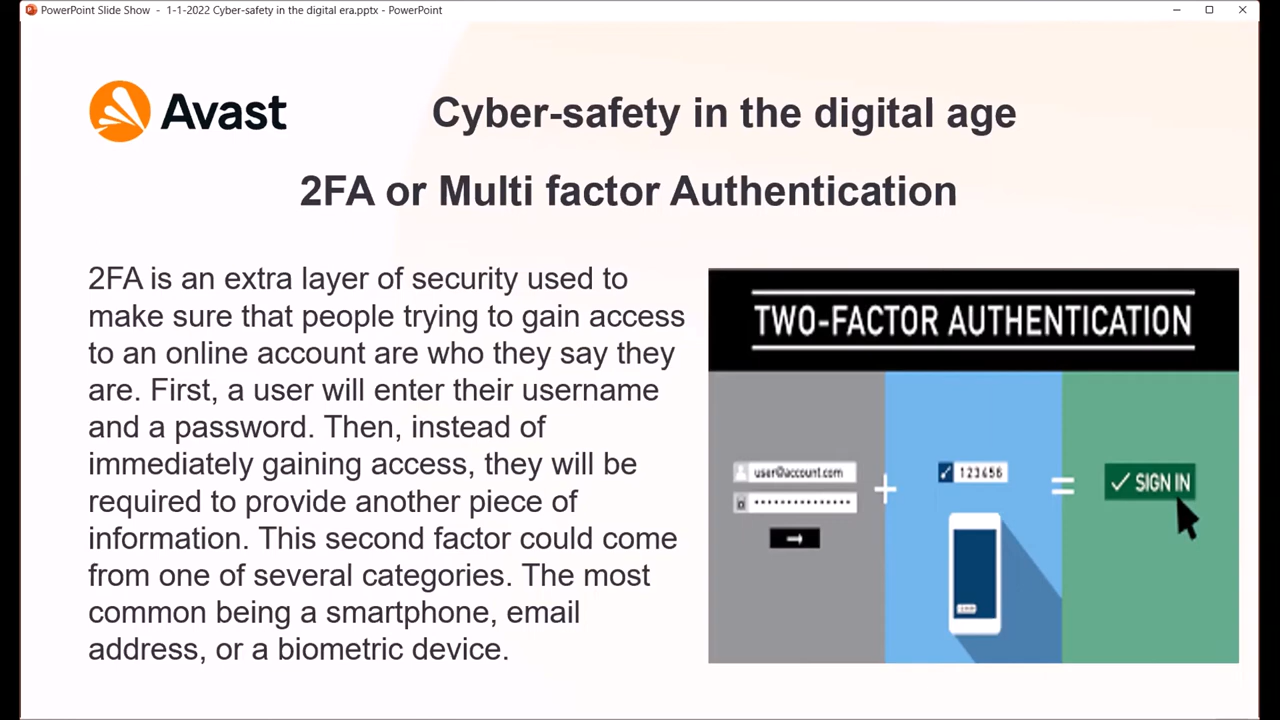 PowerPoint Slide Show - 1-1-2022 Cyber-safety in the digital era.pptx - PowerPoint
Avast
Cyber-safety in the digital age
2FA or Multi factor Authentication
2FA is an extra layer of security used to
make sure that people trying to gain access
to an online account are who they say they
are. First, a user will enter their username
and a password. Then, instead of
immediately gaining access, they will be
required to provide another piece of
information. This second factor could come
from one of several categories. The most
common being a smartphone, email
address, or a biometric device.
TWO-FACTOR AUTHENTICATION
user@account.com
+
123456
=
✓ SIGN IN